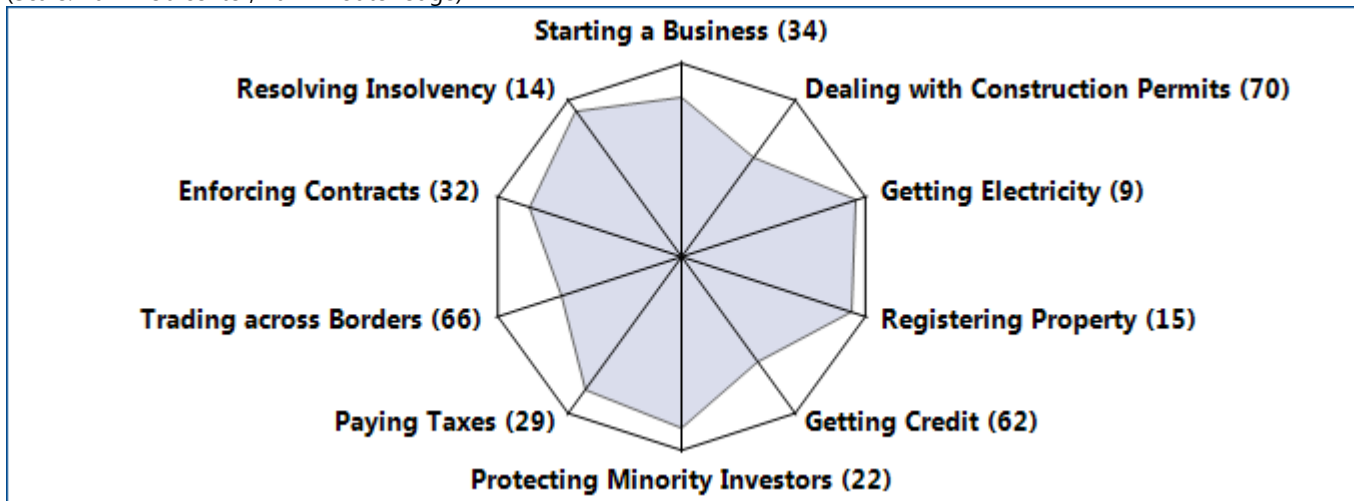 Starting a Business (34)
Resolving Insolvency (14)
Dealing with Construction Permits (70)
Enforcing Contracts (32)
Getting Electricity (9)
Trading across Borders (66)
Registering Property (15)
Paying Taxes (29)
Getting Credit (62)
Protecting Minority Investors (22)